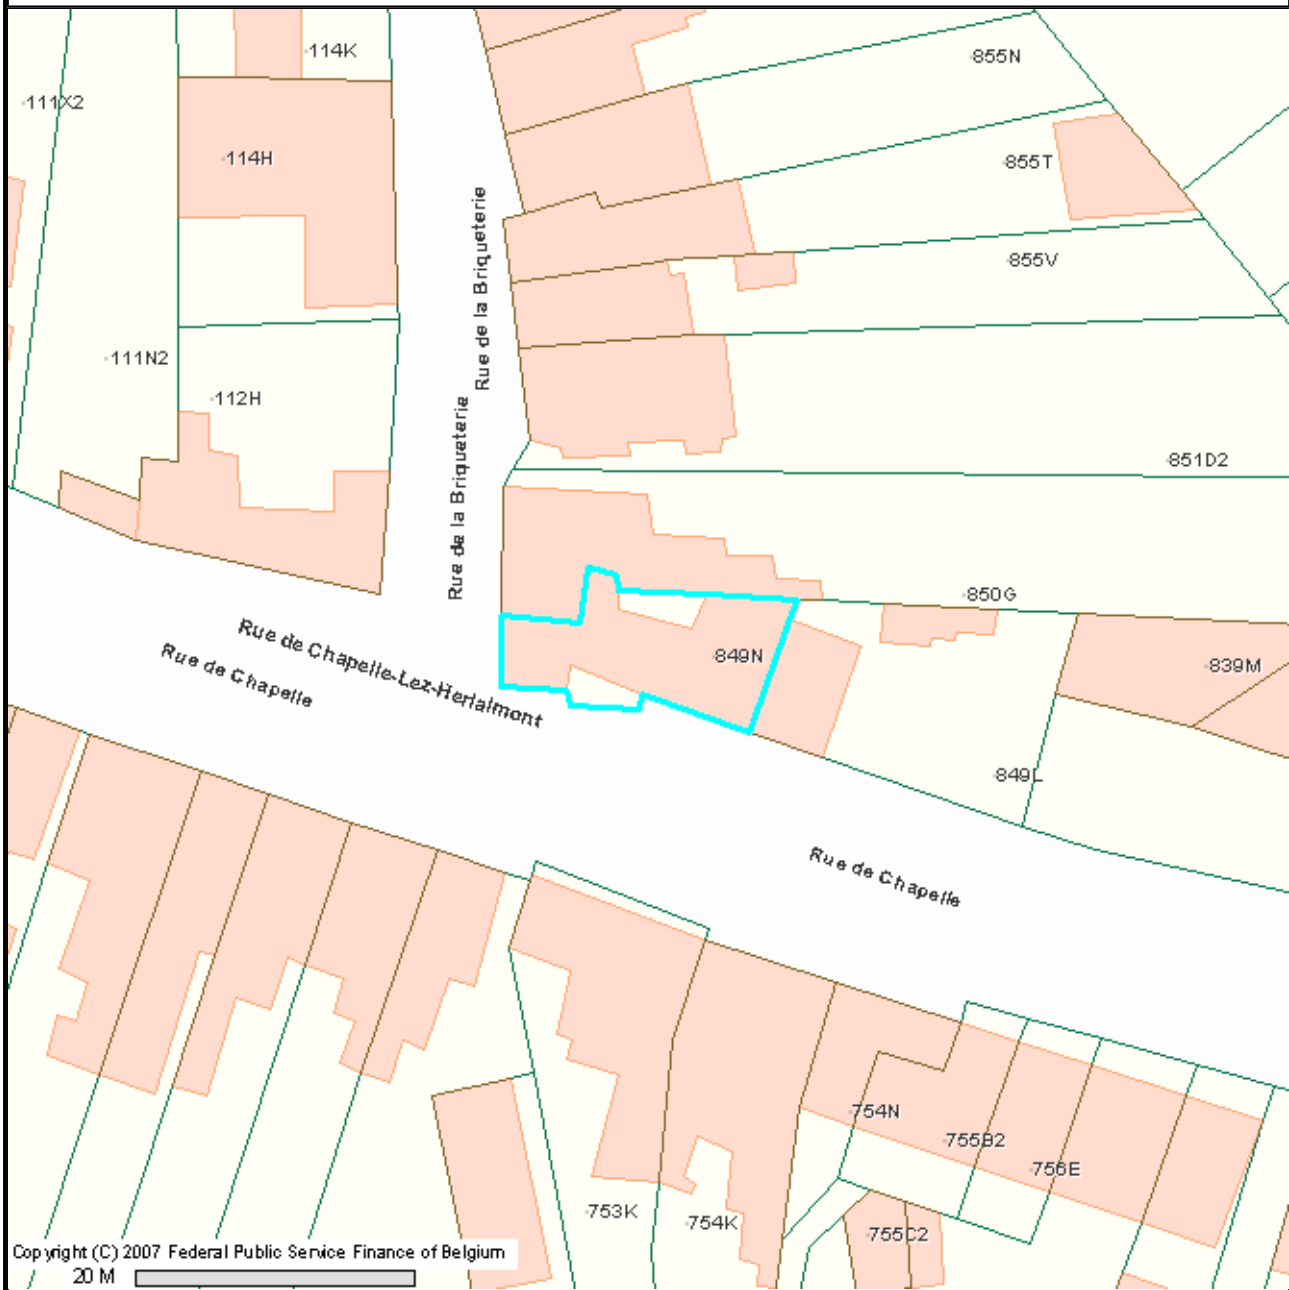 114K
855N
111X2
114H
855T
Rue de la Briqueterie
855V
111N2
112H
Rue de la Briqueterie
851D2
850G
Rue de Chapelle-Lez-Herlaimont
Rue de Chapelle
849N
839M
849L
Rue de Chapelle
754N
755B2
756E
753K
754K
755C2
Copyright (C) 2007 Federal Public Service Finance of Belgium
20 M